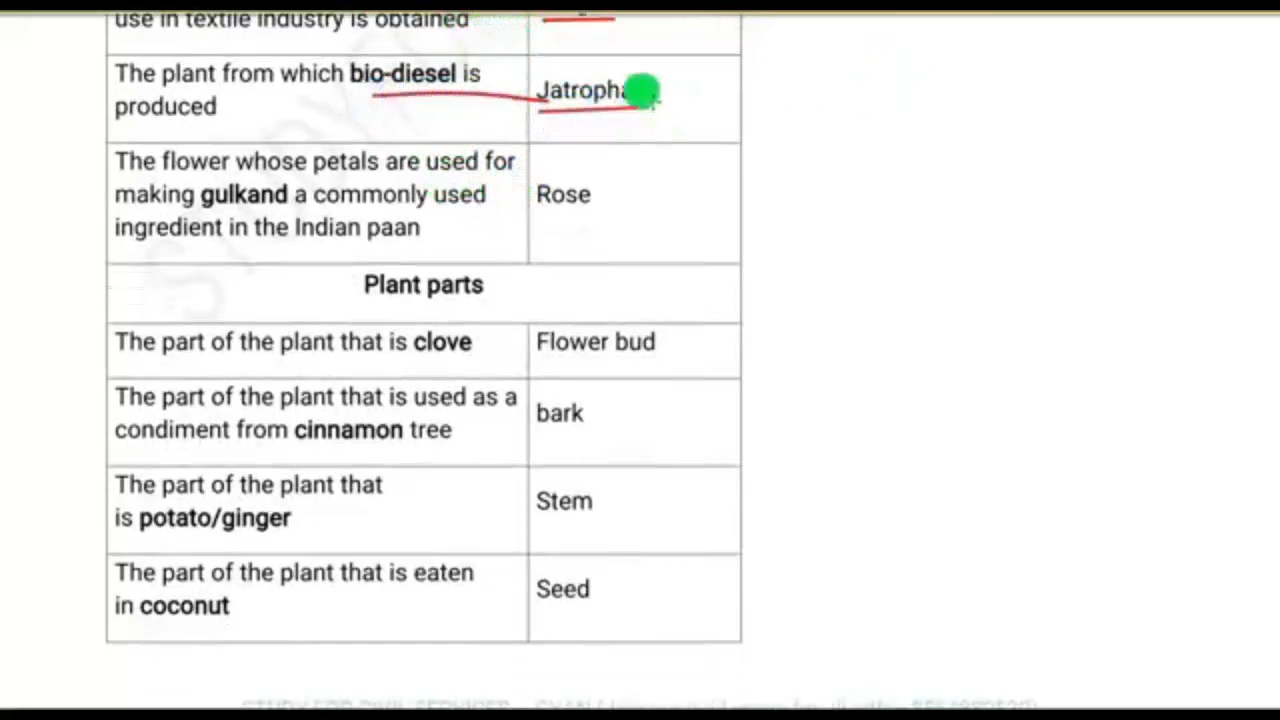 use in textile industry is obtained
The plant from which bio-diesel is
produced
Jatropha
The flower whose petals are used for
making gulkand a commonly used
ingredient in the Indian paan
Rose
Plant parts
The part of the plant that is clove
Flower bud
The part of the plant that is used as a
condiment from cinnamon tree
bark
The part of the plant that
is potato/ginger
Stem
The part of the plant that is eaten
in coconut
Seed